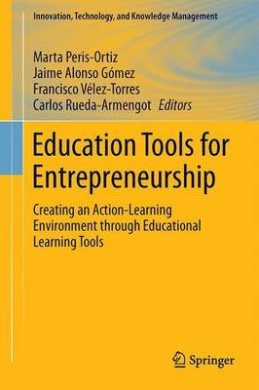 Innovation, Technology, and Knowledge Management
Marta Peris-Ortiz
Jaime Alonso Gómez
Francisco Vélez-Torres
Carlos Rueda-Armengot Editors
Education Tools for
Entrepreneurship
Creating an Action-Learning
Environment through Educational
Learning Tools
Springer